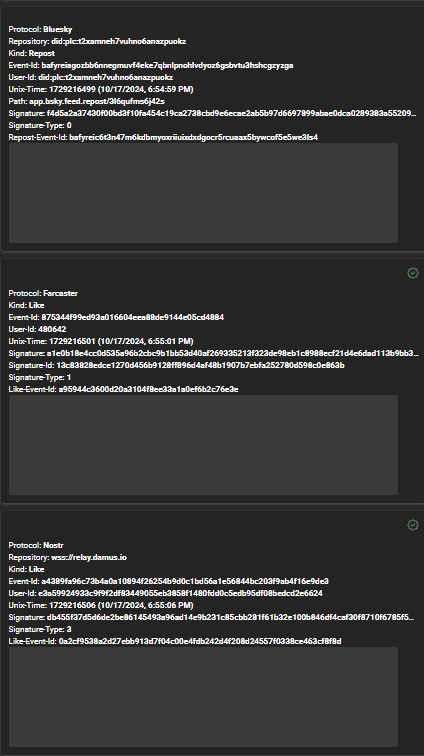 Protocol: Bluesky
Repository: did:plc:t2xamneh7vuhno6anazpuokz
Kind: Repost
Event-Id: bafyreiagozbb6nnegmuvf4eke7qbnlpnohlvdyoz6gsbvtu3hshcgzyzga
User-Id: did:plc:t2xamneh7vuhno6anazpuokz
Unix-Time: 1729216499 (10/17/2024, 6:54:59 PM)
Path: app.bsky.feed.repost/3l6qufms6j42s
Signature: f4d5a2a37430f00bd3f10fa454c19ca2738cbd9e6ecae2ab5b97d6697899abae0dca0289383a55209...
Signature-Type: 0
Repost-Event-Id: bafyreic6t3n47m6kdbmyoxriiuixdxdgocr5rcuaax5bywcof5e5we3ls4
Protocol: Farcaster
Kind: Like
Event-Id: 875344f99ed93a016604eea88de9144e05cd4884
User-Id: 480642
Unix-Time: 1729216501 (10/17/2024, 6:55:01 PM)
Signature: a1e0b18e4cc0d535a96b2cbc9b1bb53d40af269335213f323de98eb1c8988ecf21d4e6dad113b9bb3...
Signature-Id: 13c83828edce1270d456b9128ff896d4af48b1907b7ebfa252780d598c0e863b
Signature-Type: 1
Like-Event-Id: a95944c3600d20a3104f8ee33a1a0ef6b2c76e3e
Protocol: Nostr
Repository: wss://relay.damus.io
Kind: Like
Event-Id: a4389fa96c73b4a0a10894f26254b9d0c1bd56a1e56844bc203f9ab4f16e9de3
User-Id: e3a59924933c9f9f2df83449055eb3858f1480fdd0c5edb95df08bedcd2e6624
Unix-Time: 1729216506 (10/17/2024, 6:55:06 PM)
Signature: db455f37d5d6de2be86145493a96ad14e9b231c85cbb281f61b32e100b846df4caf30f8710f6785f5...
Signature-Type: 3
Like-Event-Id: 0a2cf9538a2d27ebb913d7f04c00e4fdb242d4f208d24557f0338ce463cf8f8d